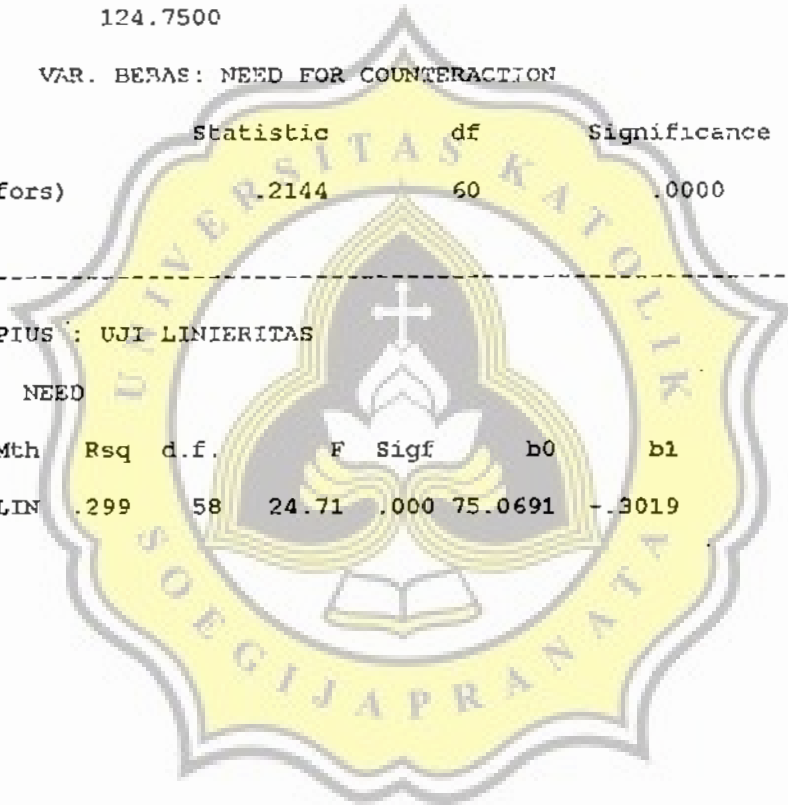 124.7500
VAR. BEBAS: NEED FOR COUNTERACTION
Statistic df Significance
fors) .2144 60 .0000
PIUS : UJI LINIERITAS
NEED
Mth Rsq d.f. F Sigf b0 b1
LIN .299 58 24.71 .000 75.0691 -.3019
UNIVERSITAS KATOLIK
SOEGIJAPRANATA